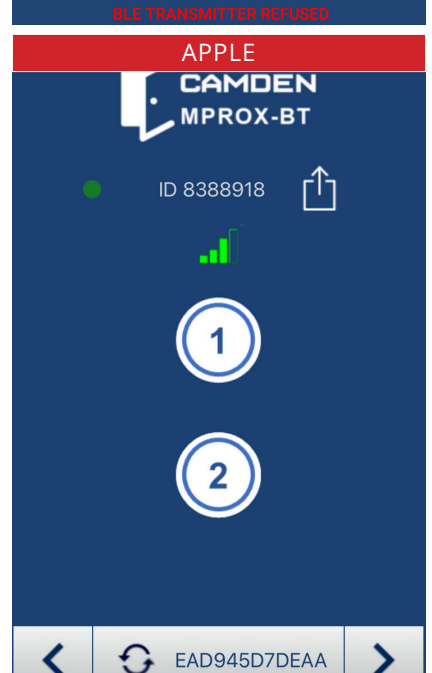 BLE TRANSMITTER REFUSED
APPLE
CAMDEN
MPROX-BT
ID 8388918
1
2
EAD945D7DEAA